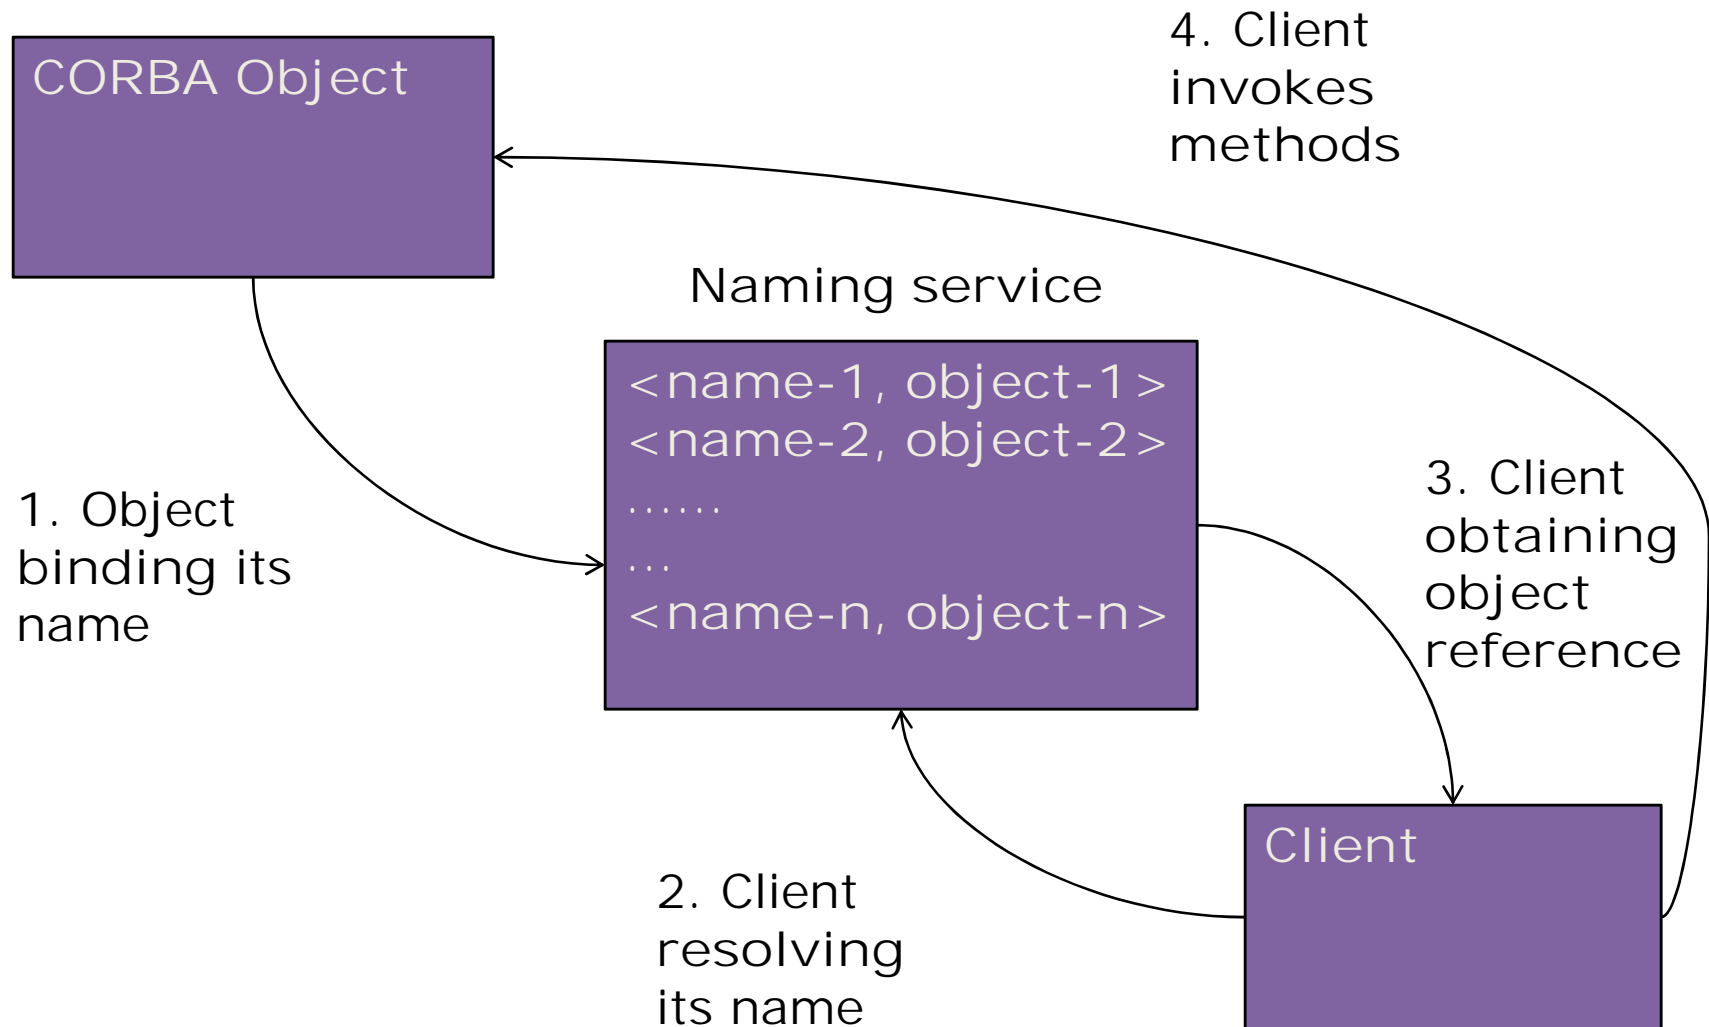 CORBA Object
4. Client
invokes
methods
Naming service
<name-1, object-1>
<name-2, object-2>
......
...
<name-n, object-n>
1. Object
binding its
name
3. Client
obtaining
object
reference
Client
2. Client
resolving
its name